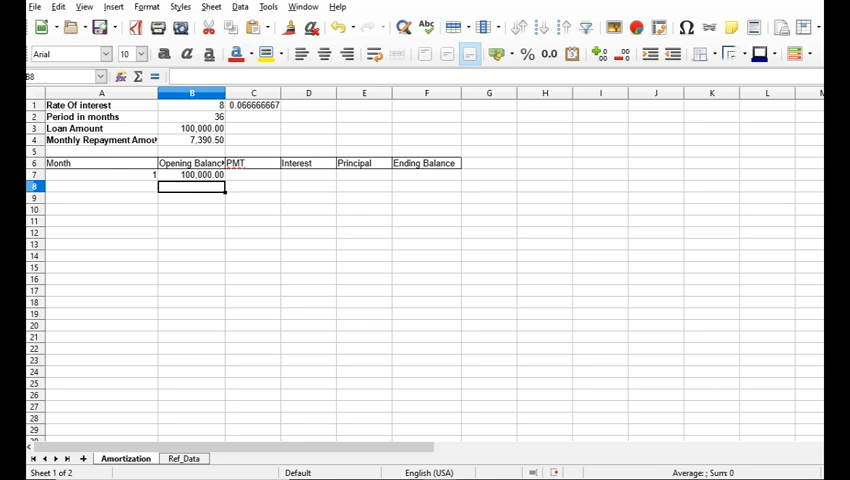 File Edit View Insert Format Styles Sheet Data Tools Window Help
Arial 10
B8
A B C D E F G H I J K L M
1 Rate Of interest 8 0.066666667
2 Period in months 36
3 Loan Amount 100,000.00
4 Monthly Repayment Amou 7,390.50
5
6 Month Opening Balanc PMT Interest Principal Ending Balance
7 1 100,000.00
8
9
10
11
12
13
14
15
16
17
18
19
20
21
22
23
24
25
26
27
28
29
Amortization Ref_Data
Sheet 1 of 2 Default English (USA) Average: ; Sum: 0